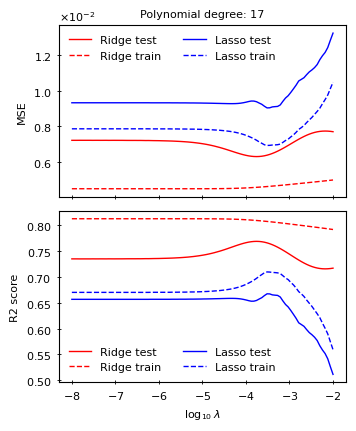 Polynomial degree: 17
×10⁻²
Ridge test Lasso test
Ridge train Lasso train
1.2
1.0
0.8
0.6
MSE
0.80
0.75
0.70
0.65
0.60
0.55
0.50
R2 score
Ridge test Lasso test
Ridge train Lasso train
−8 −7 −6 −5 −4 −3 −2
log₁₀ λ